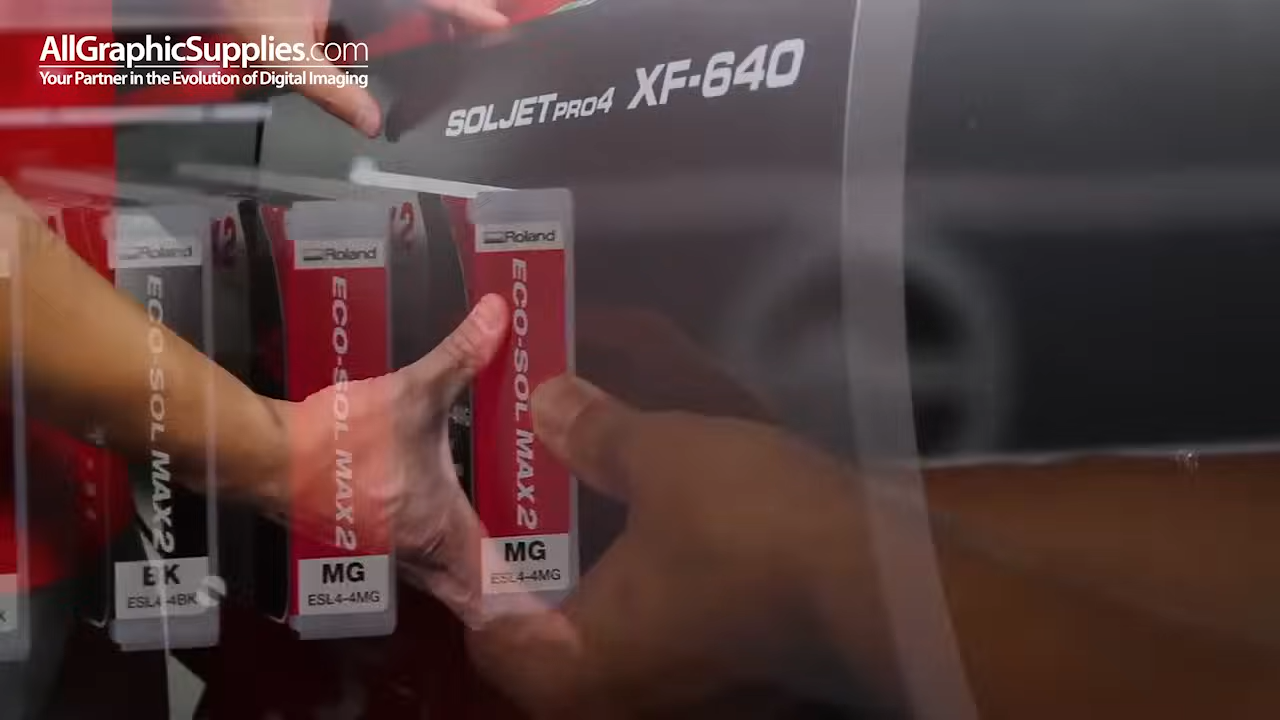 AllGraphicSupplies.com
Your Partner in the Evolution of Digital Imaging
SOLJET PRO4 XF-640
Roland
ECO-SOL MAX 2
BK
ESL4-4BK
Roland
ECO-SOL MAX 2
MG
ESL4-4MG
Roland
ECO-SOL MAX 2
MG
ESL4-4MG